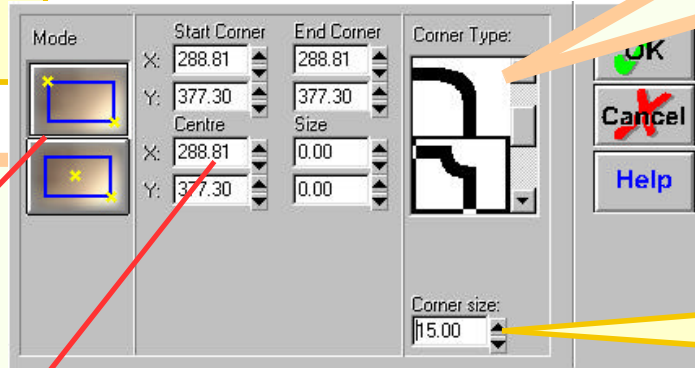 Mode
Start Corner End Corner
X: 288.81 288.81
Y: 377.30 377.30
Centre Size
X: 288.81 0.00
Y: 377.30 0.00
Corner Type:
Corner size:
15.00
OK
Cancel
Help